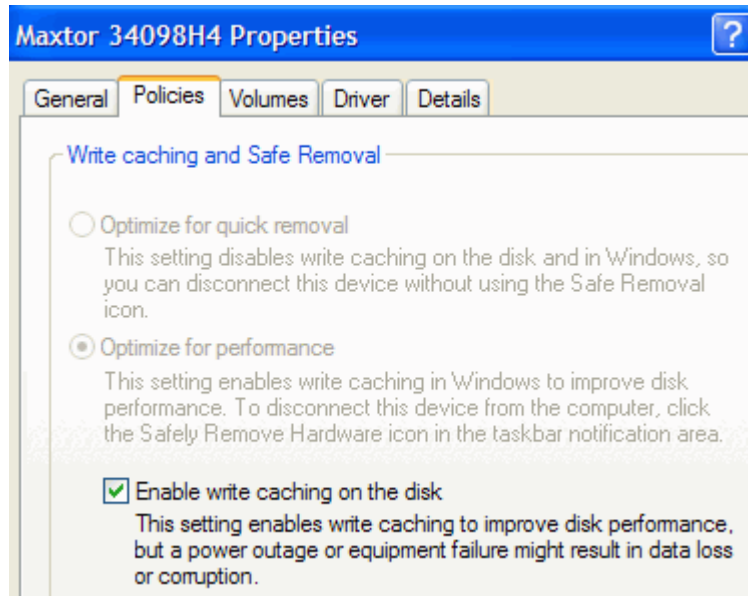 Maxtor 34098H4 Properties
?
General Policies Volumes Driver Details
Write caching and Safe Removal
Optimize for quick removal
This setting disables write caching on the disk and in Windows, so
you can disconnect this device without using the Safe Removal
icon.
Optimize for performance
This setting enables write caching in Windows to improve disk
performance. To disconnect this device from the computer, click
the Safely Remove Hardware icon in the taskbar notification area.
Enable write caching on the disk
This setting enables write caching to improve disk performance,
but a power outage or equipment failure might result in data loss
or corruption.